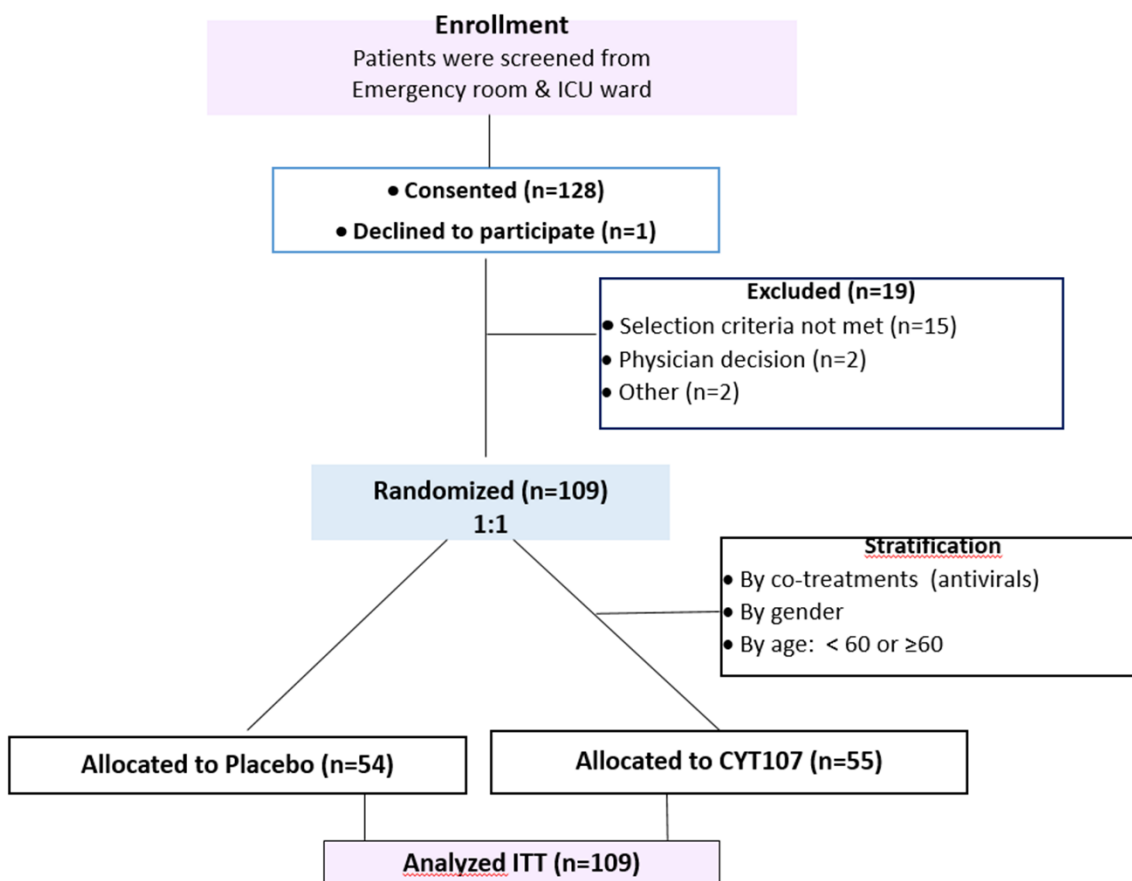 Enrollment
Patients were screened from
Emergency room & ICU ward
● Consented (n=128)
● Declined to participate (n=1)
Excluded (n=19)
● Selection criteria not met (n=15)
● Physician decision (n=2)
● Other (n=2)
Randomized (n=109)
1:1
Stratification
● By co-treatments (antivirals)
● By gender
● By age: < 60 or ≥60
Allocated to Placebo (n=54)
Allocated to CYT107 (n=55)
Analyzed ITT (n=109)